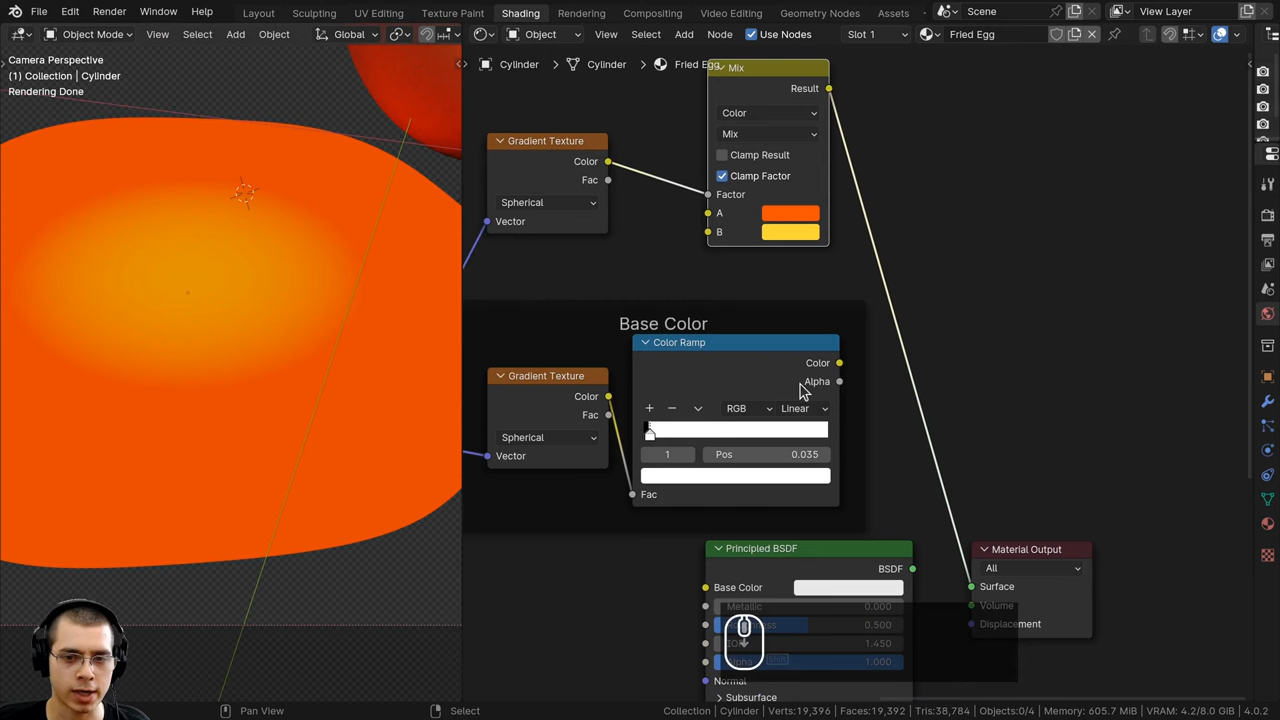 File Edit Render Window Help Layout Sculpting UV Editing Texture Paint Shading Rendering Compositing Video Editing Geometry Nodes Assets Scene View Layer
Object Mode View Select Add Object Global Object View Select Add Node Use Nodes Slot 1 Fried Egg
Camera Perspective
(1) Collection | Cylinder
Rendering Done
Cylinder > Cylinder > Fried Egg
Mix
Result
Color
Mix
Clamp Result
Clamp Factor
Factor
A
B
Gradient Texture
Color
Fac
Spherical
Vector
Base Color
Color Ramp
Color
Alpha
RGB Linear
1 Pos 0.035
Fac
Gradient Texture
Color
Fac
Spherical
Vector
Principled BSDF
BSDF
Base Color
Metallic 0.000
0.500
1.450
Alpha 1.000
Shift
Normal
Subsurface
Material Output
All
Surface
Volume
Displacement
Pan View Select Collection | Cylinder | Verts:19,396 | Faces:19,392 | Tris:38,784 | Objects:0/4 | Memory: 605.7 MiB | VRAM: 4.2/8.0 GiB | 4.0.2